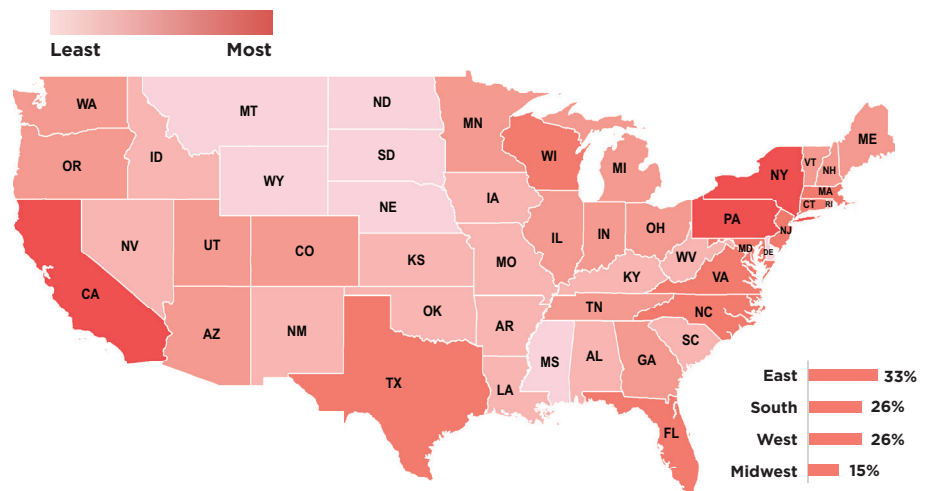 Least Most
WA
MT
ND
MN
ME
OR
ID
SD
WI
MI
NY
VT
NH
MA
CT RI
WY
NE
IA
PA
NJ
NV
UT
CO
KS
MO
IL
IN
OH
WV
MD
DE
VA
KY
CA
AZ
NM
OK
AR
TN
NC
SC
TX
LA
MS
AL
GA
FL
East 33%
South 26%
West 26%
Midwest 15%